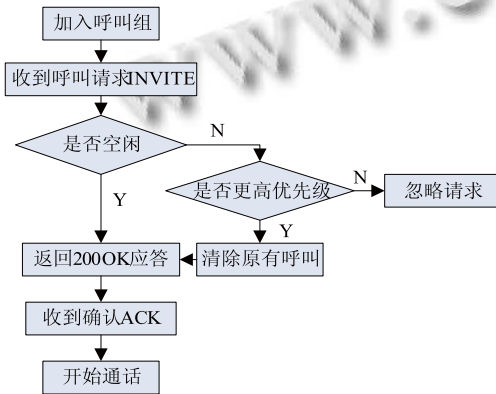 加入呼叫组
收到呼叫请求INVITE
是否空闲
N
是否更高优先级
N
忽略请求
Y
Y
返回200OK应答
清除原有呼叫
收到确认ACK
开始通话
www.